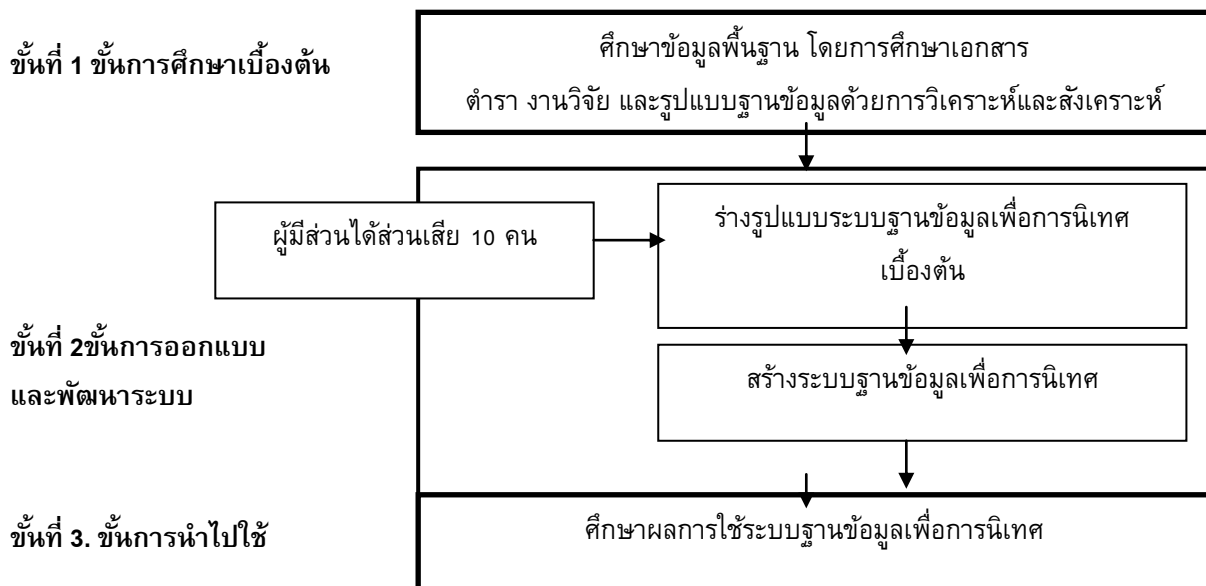 ขั้นที่ 1 ขั้นการศึกษาเบื้องต้น
ศึกษาข้อมูลพื้นฐาน โดยการศึกษาเอกสาร
ตำรา งานวิจัย และรูปแบบฐานข้อมูลด้วยการวิเคราะห์และสังเคราะห์
ผู้มีส่วนได้ส่วนเสีย 10 คน
ร่างรูปแบบระบบฐานข้อมูลเพื่อการนิเทศ
เบื้องต้น
ขั้นที่ 2ขั้นการออกแบบ
และพัฒนาระบบ
สร้างระบบฐานข้อมูลเพื่อการนิเทศ
ขั้นที่ 3. ขั้นการนำไปใช้
ศึกษาผลการใช้ระบบฐานข้อมูลเพื่อการนิเทศ